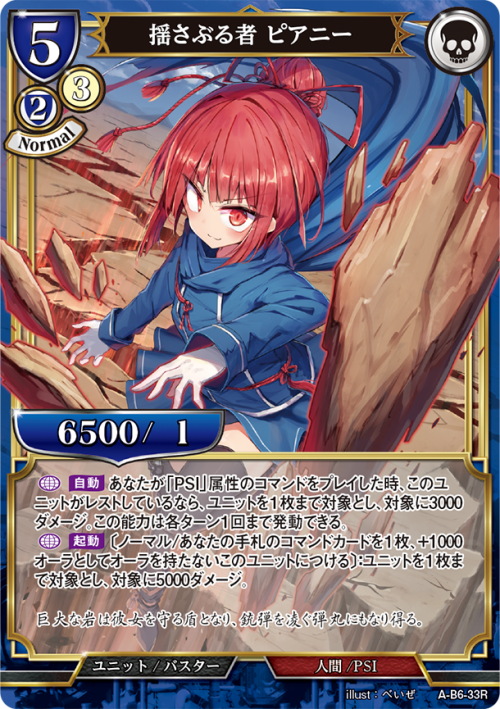 5
揺さぶる者 ピアニー
2
3
Normal
6500/ 1
自動 あなたが「PSI」属性のコマンドをプレイした時、このユ
ニットがレストしているなら、ユニットを1枚まで対象とし、対象に3000
ダメージ。この能力は各ターン1回まで発動できる。
起動 〔ノーマル/あなたの手札のコマンドカードを1枚、+1000
オーラとしてオーラを持たないこのユニットにつける〕:ユニットを1枚ま
で対象とし、対象に5000ダメージ。
巨大な岩は彼女を守る盾となり、銃弾を凌ぐ弾丸にもなり得る。
ユニット / バスター
人間 /PSI
illust : べいぜ
A-B6-33R